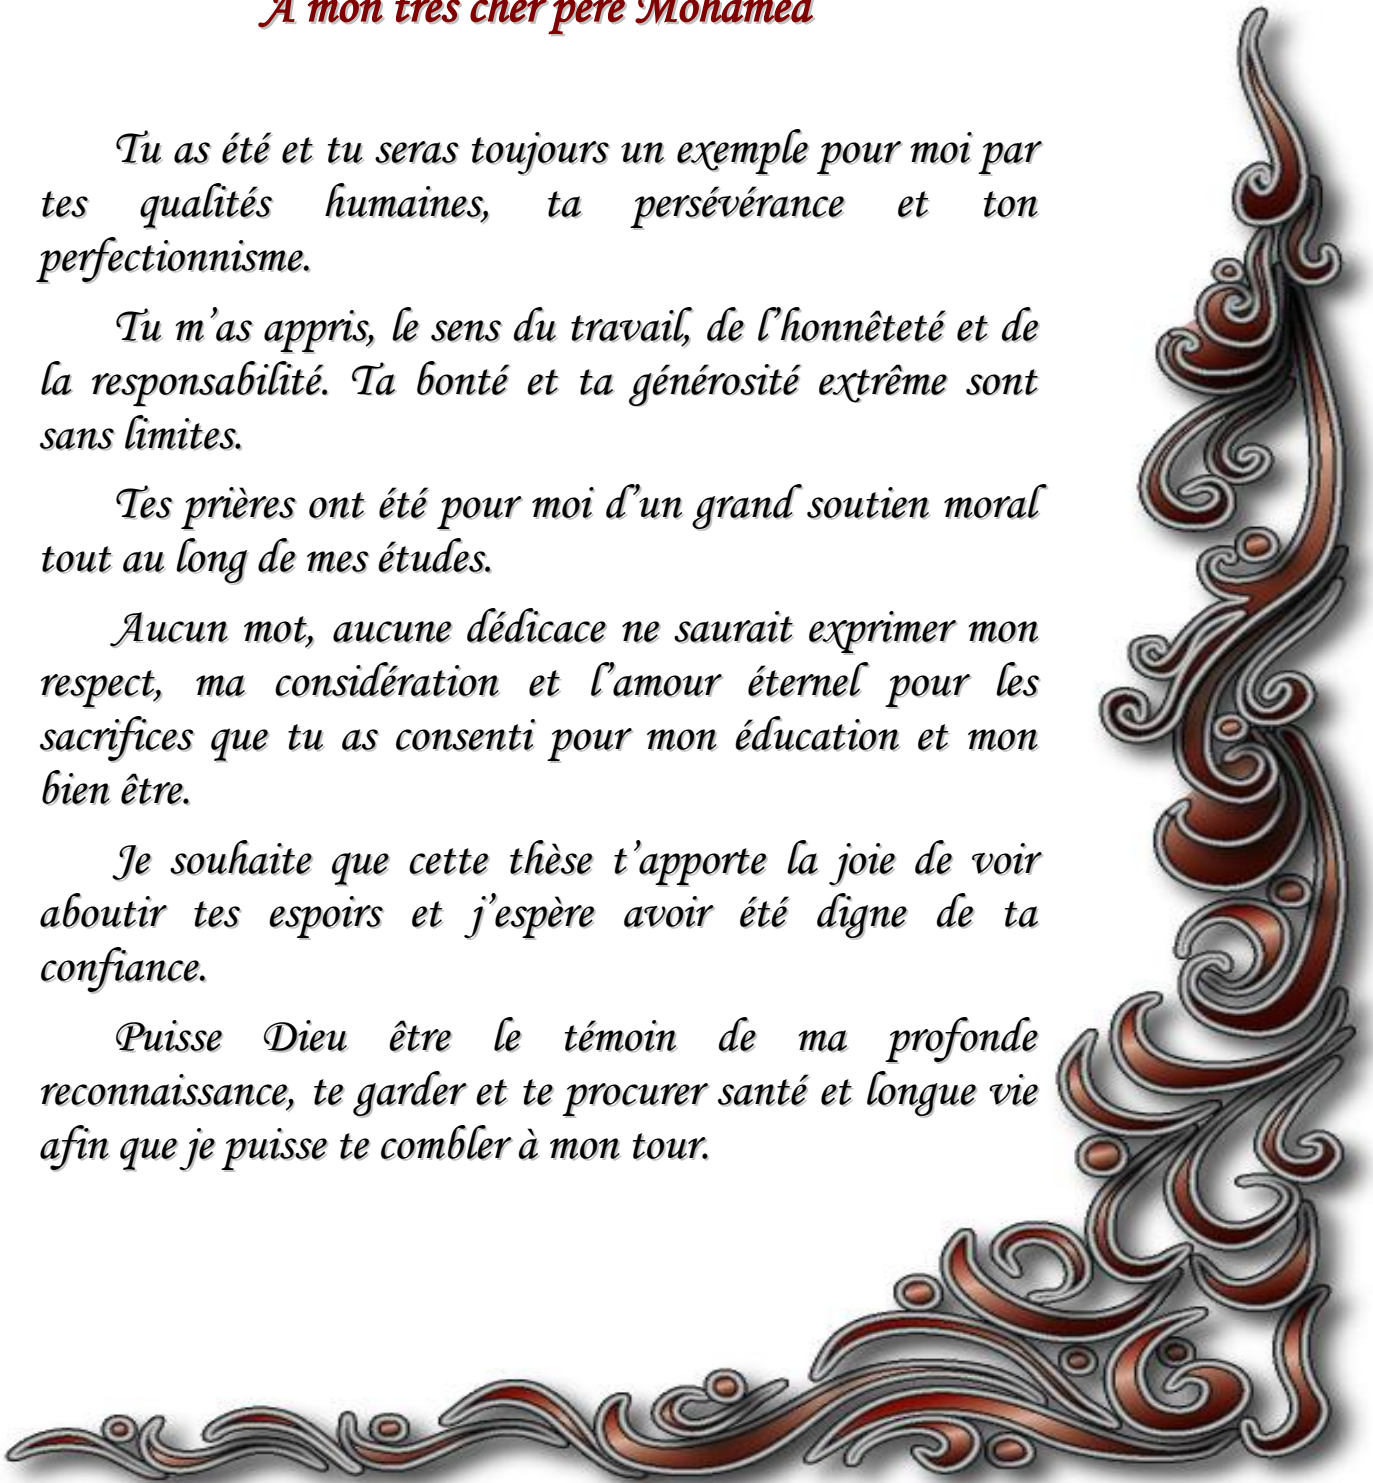 A mon très cher père Mohamed
Tu as été et tu seras toujours un exemple pour moi par
tes qualités humaines, ta persévérance et ton
perfectionnisme.
Tu m’as appris, le sens du travail, de l’honnêteté et de
la responsabilité. Ta bonté et ta générosité extrême sont
sans limites.
Tes prières ont été pour moi d’un grand soutien moral
tout au long de mes études.
Aucun mot, aucune dédicace ne saurait exprimer mon
respect, ma considération et l’amour éternel pour les
sacrifices que tu as consenti pour mon éducation et mon
bien être.
Je souhaite que cette thèse t’apporte la joie de voir
aboutir tes espoirs et j’espère avoir été digne de ta
confiance.
Puisse Dieu être le témoin de ma profonde
reconnaissance, te garder et te procurer santé et longue vie
afin que je puisse te combler à mon tour.